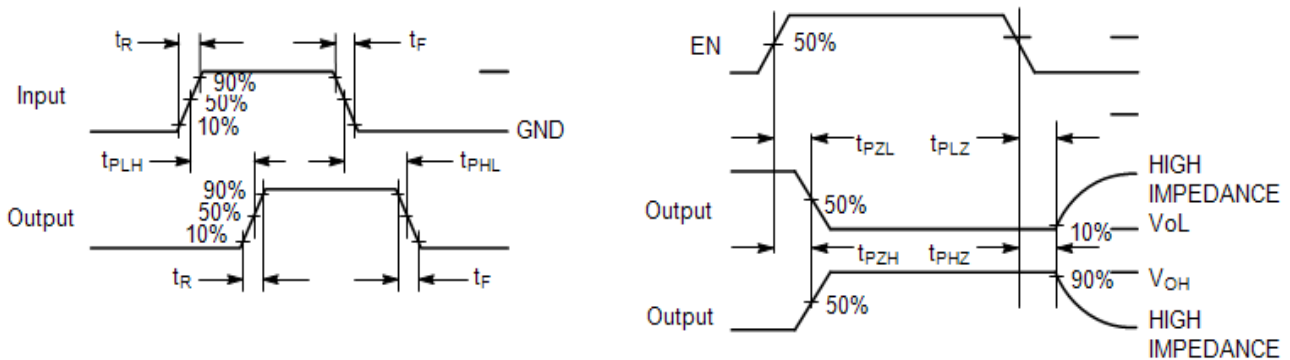 tR
tF
Input
90%
50%
10%
GND
tPLH
tPHL
Output
90%
50%
10%
tR
tF
EN
50%
tPZL
tPLZ
HIGH
IMPEDANCE
Output
50%
10%
VoL
tPZH
tPHZ
90%
VOH
Output
50%
HIGH
IMPEDANCE